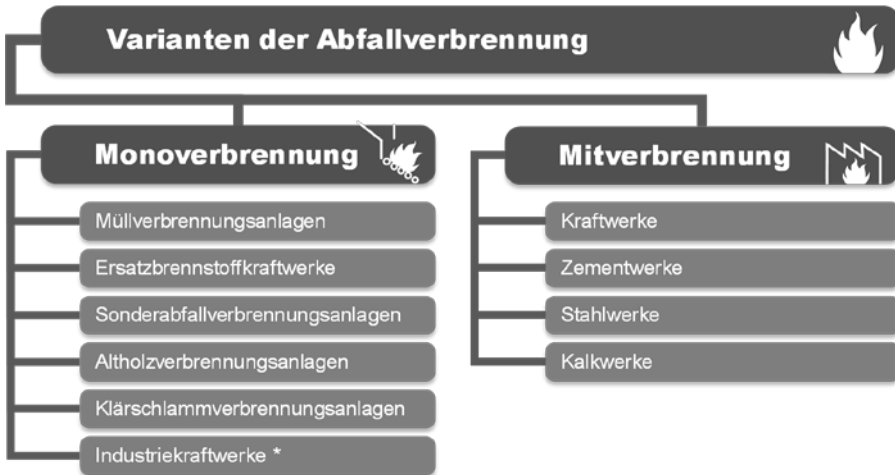 Varianten der Abfallverbrennung
Monoverbrennung
Müllverbrennungsanlagen
Ersatzbrennstoffkraftwerke
Sonderabfallverbrennungsanlagen
Altholzverbrennungsanlagen
Klärschlammverbrennungsanlagen
Industriekraftwerke *
Mitverbrennung
Kraftwerke
Zementwerke
Stahlwerke
Kalkwerke